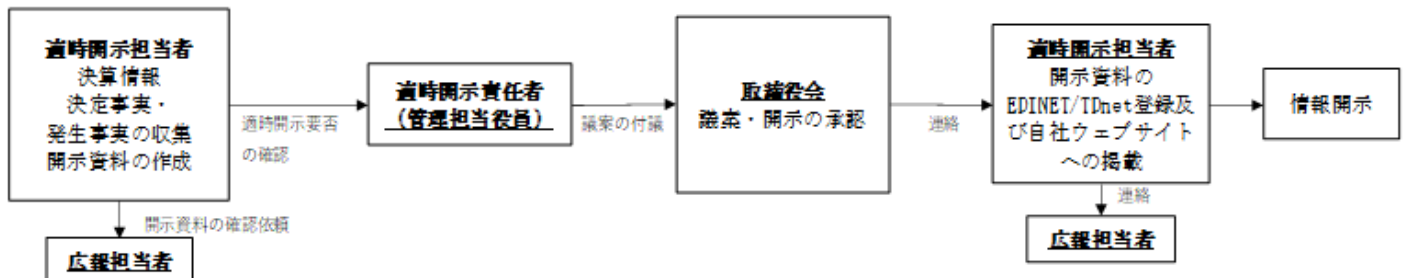 適時開示担当者
決算情報
決定事実・
発生事実の収集
開示資料の作成
適時開示要否
の確認
開示資料の確認依頼
広報担当者
適時開示責任者
（管理担当役員）
議案の付議
取締役会
議案・開示の承認
連絡
適時開示担当者
開示資料の
EDINET/TDnet登録及
び自社ウェブサイト
への掲載
連絡
広報担当者
情報開示